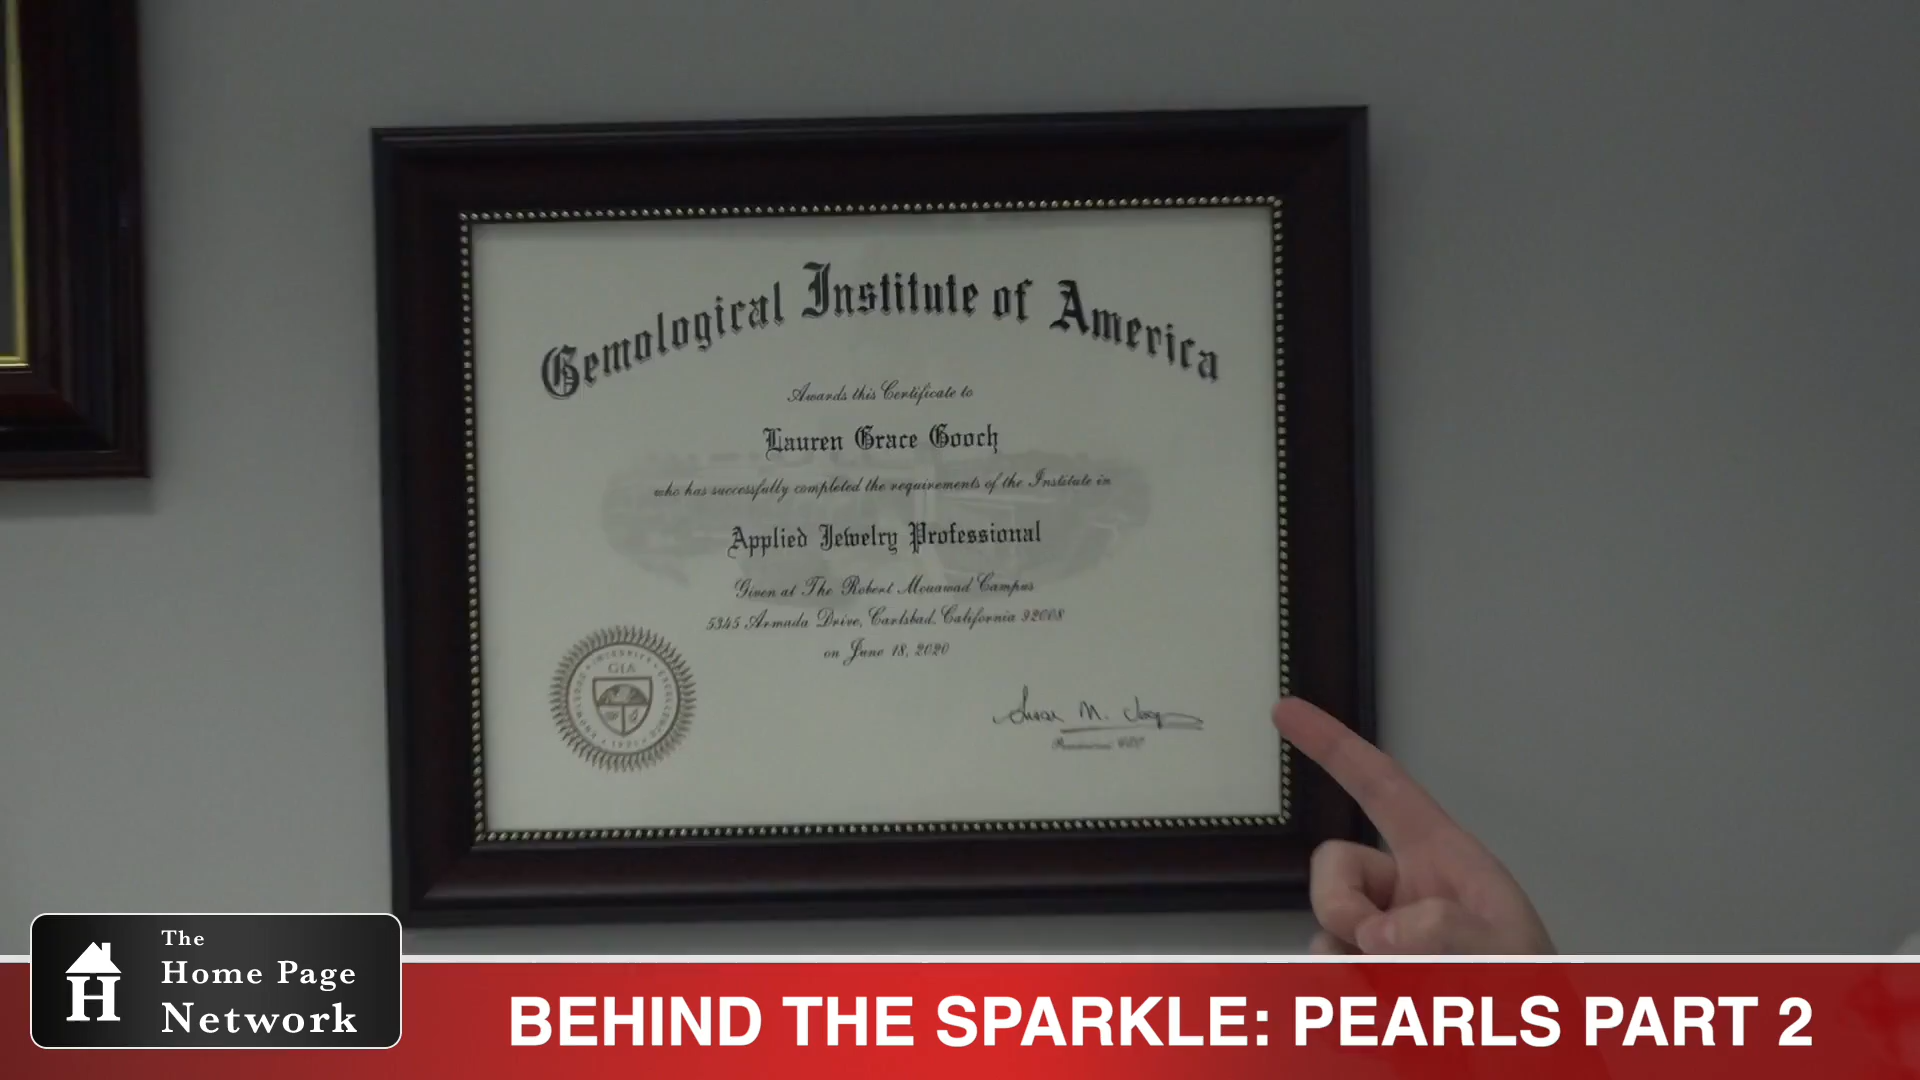 Gemological Institute of America
Awards this Certificate to
Lauren Grace Gooch
who has successfully completed the requirements of the Institute in
Applied Jewelry Professional
Given at The Robert Mouawad Campus
5345 Armada Drive, Carlsbad, California 92008
on June 18, 2020
GIA
Susan M.
The
Home Page
Network
BEHIND THE SPARKLE: PEARLS PART 2